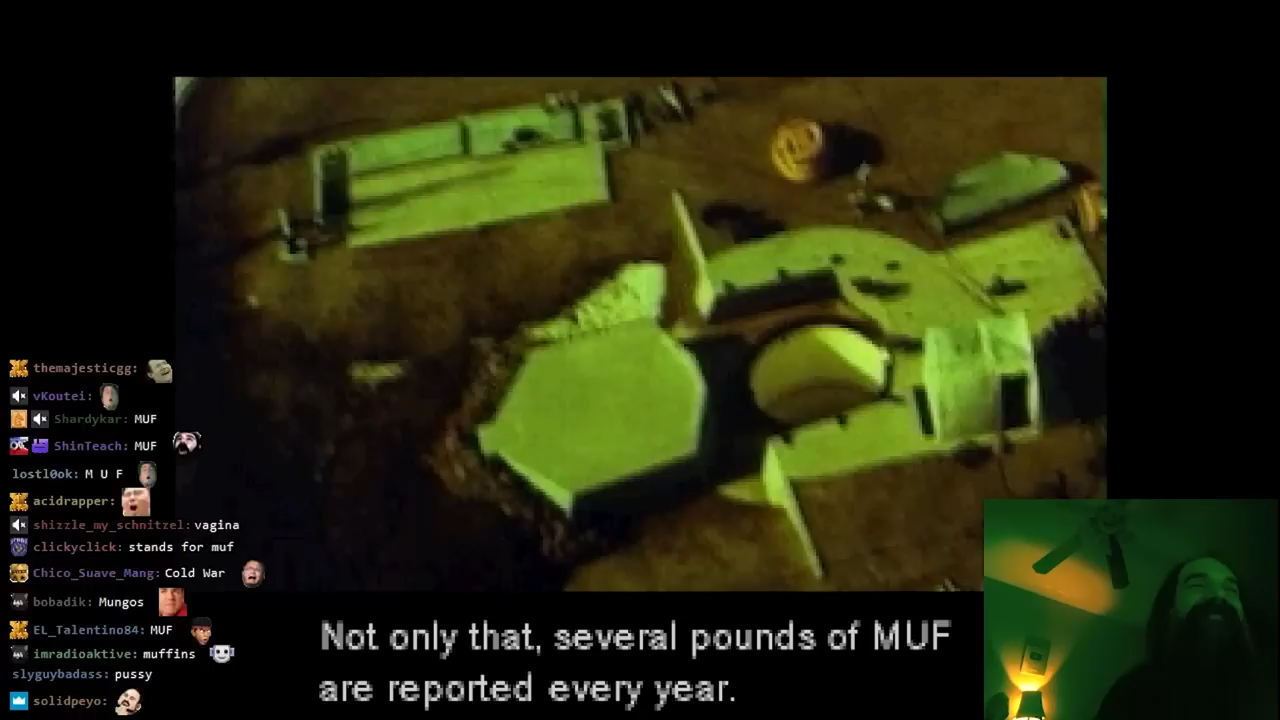 themajesticgg:
vKoutei:
Shardykar: MUF
ShinTeach: MUF
lostl0ok: M U F
acidrapper:
shizzle_my_schnitzel: vagina
clickyclick: stands for muf
Chico_Suave_Mang: Cold War
bobadik: Mungos
EL_Talentino84: MUF
imradioaktive: muffins
slyguybadass: pussy
solidpeyo:
Not only that, several pounds of MUF
are reported every year.